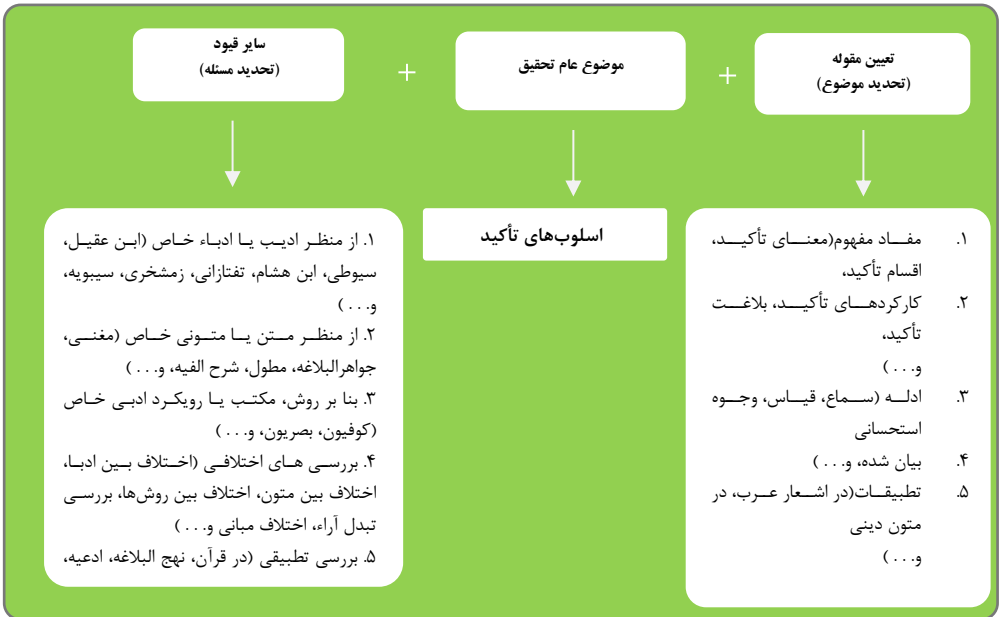 تعیین مقوله
(تحدید موضوع)
+
موضوع عام تحقیق
+
سایر قیود
(تحدید مسئله)
۱. مفاد مفهوم(معنای تأکید،
اقسام تأکید،
۲. کارکردهای تأکید، بلاغت
تأکید،
و...)
۳. ادله (سماع، قیاس، وجوه
استحسانی
۴. بیان شده، و...)
۵. تطبیقات(در اشعار عرب، در
متون دینی
و...)
اسلوب‌های تأکید
۱. از منظر ادیب یا ادباء خاص (ابن عقیل،
سیوطی، ابن هشام، تفتازانی، زمشخری، سیبویه،
و...)
۲. از منظر متن یا متونی خاص (مغنی،
جواهرالبلاغه، مطول، شرح الفیه، و...)
۳. بنا بر روش، مکتب یا رویکرد ادبی خاص
(کوفیون، بصریون، و...)
۴. بررسی های اختلافی (اختلاف بین ادبا،
اختلاف بین متون، اختلاف بین روش‌ها، بررسی
تبدل آراء، اختلاف مبانی و...)
۵. بررسی تطبیقی (در قرآن، نهج البلاغه، ادعیه،